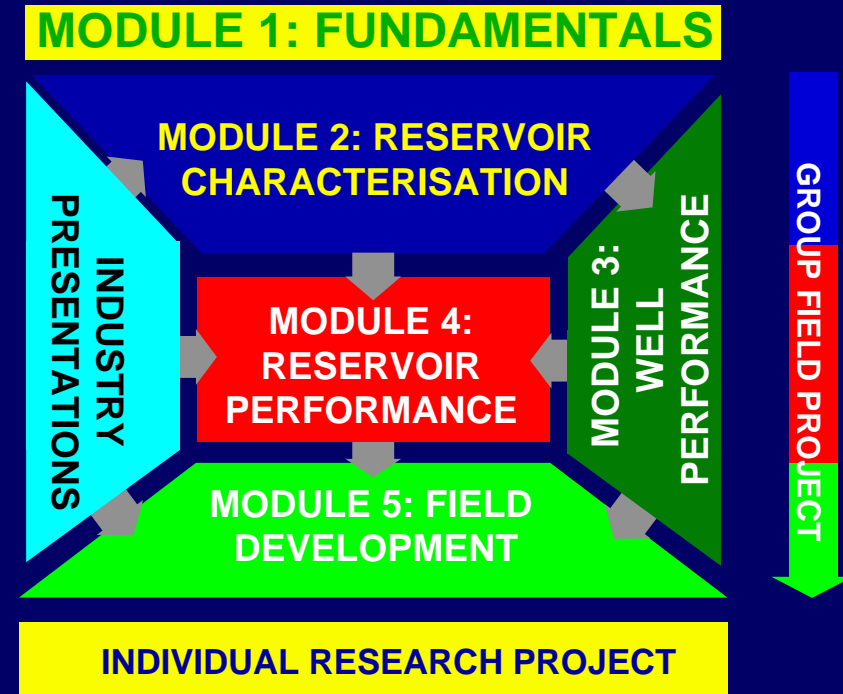 MODULE 1: FUNDAMENTALS
MODULE 2: RESERVOIR
CHARACTERISATION
INDUSTRY
PRESENTATIONS
MODULE 4:
RESERVOIR
PERFORMANCE
MODULE 3:
WELL
PERFORMANCE
MODULE 5: FIELD
DEVELOPMENT
GROUP FIELD PROJECT
INDIVIDUAL RESEARCH PROJECT